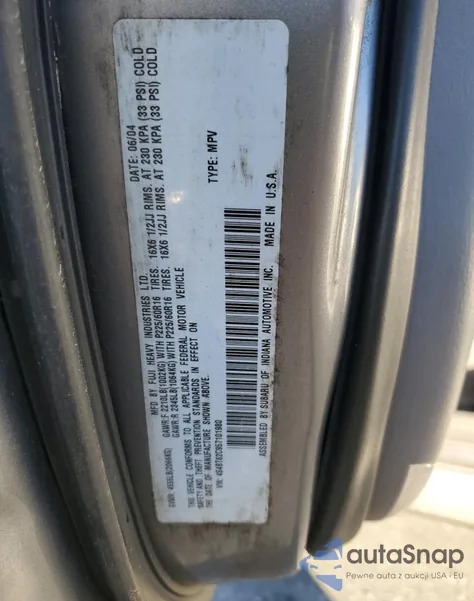 MFD BY FUJI HEAVY INDUSTRIES LTD. DATE: 06/04
GAWR:F 2210LB(1002KG)WITH P225/60R16 TIRES. 16X6 1/2JJ RIMS. AT 230 KPA (33 PSI) COLD
GAWR:R 2345LB(1064KG)WITH P225/60R16 TIRES. 16X6 1/2JJ RIMS. AT 230 KPA (33 PSI) COLD
GVWR:
THIS VEHICLE CONFORMS TO ALL APPLICABLE FEDERAL MOTOR VEHICLE
SAFETY AND THEFT PREVENTION STANDARDS IN EFFECT ON
DATE OF MANUFACTURE SHOWN ABOVE.
VIN: TYPE: MPV
ASSEMBLED BY SUBARU OF INDIANA AUTOMOTIVE INC. MADE IN U.S.A.
autoSnap
Pewne auta z aukcji USA i EU